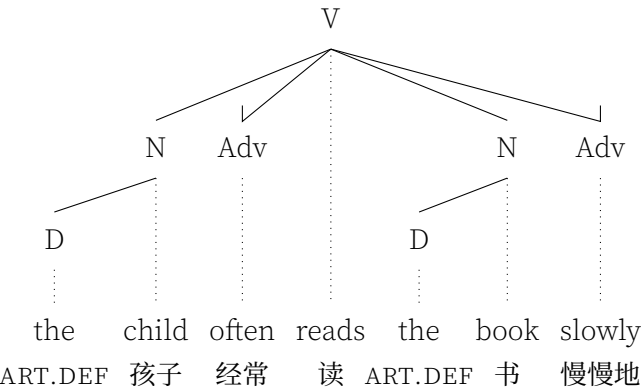 V
N Adv N Adv
D D
the child often reads the book slowly
ART.DEF 孩子 经常 读 ART.DEF 书 慢慢地